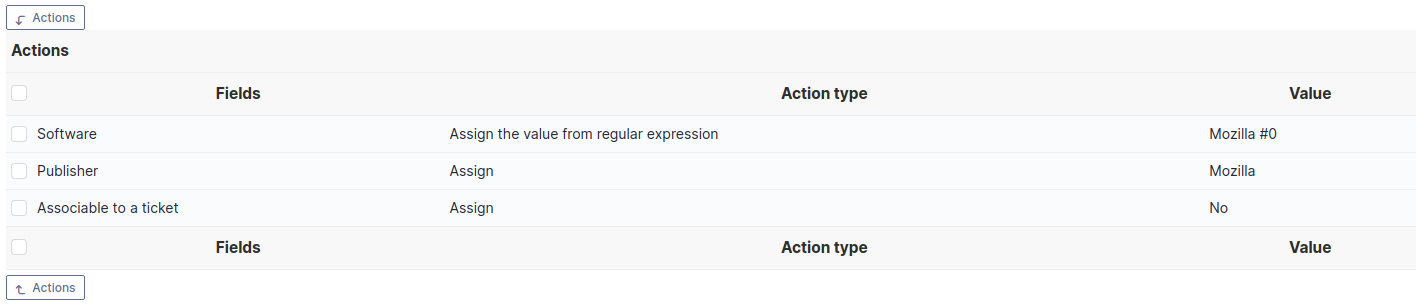 Actions
Actions
Fields Action type Value
Software Assign the value from regular expression Mozilla #0
Publisher Assign Mozilla
Associable to a ticket Assign No
Fields Action type Value
Actions